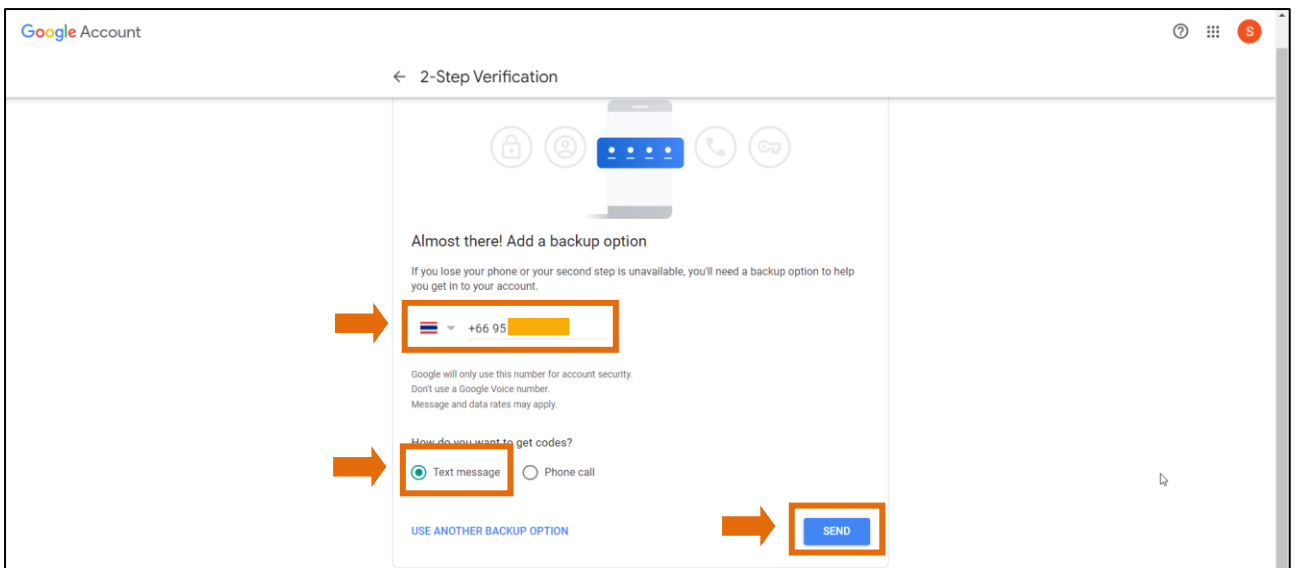 Google Account
S
2-Step Verification
Almost there! Add a backup option
If you lose your phone or your second step is unavailable, you'll need a backup option to help
you get in to your account.
+66 95
Google will only use this number for account security.
Don't use a Google Voice number.
Message and data rates may apply.
How do you want to get codes?
Text message Phone call
USE ANOTHER BACKUP OPTION SEND